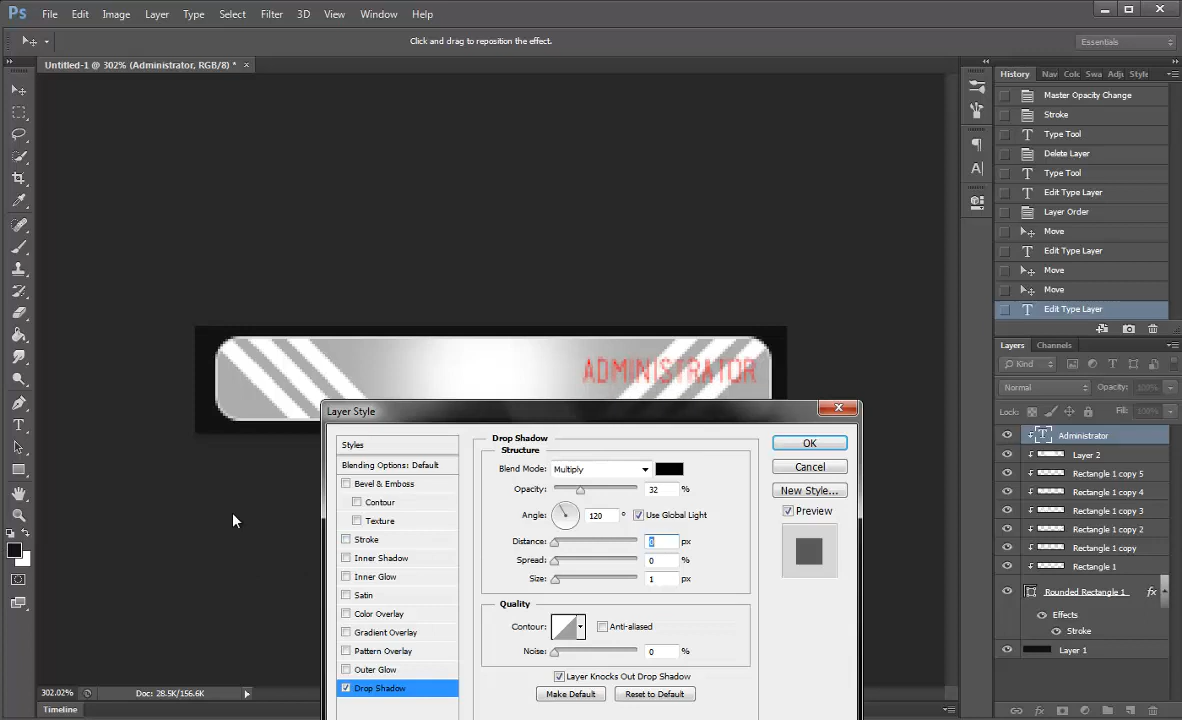 Ps File Edit Image Layer Type Select Filter 3D View Window Help
Click and drag to reposition the effect.
Essentials
Untitled-1 @ 302% (Administrator, RGB/8) * ×
History Nav Colc Swa Adju Style
Master Opacity Change
Stroke
Type Tool
Delete Layer
Type Tool
Edit Type Layer
Layer Order
Move
Edit Type Layer
Move
Move
Edit Type Layer
ADMINISTRATOR
Layers Channels
Kind
Normal Opacity: 100%
Lock: Fill: 100%
Administrator
Layer 2
Rectangle 1 copy 5
Rectangle 1 copy 4
Rectangle 1 copy 3
Rectangle 1 copy 2
Rectangle 1 copy
Rectangle 1
Rounded Rectangle 1 fx
Effects
Stroke
Layer 1
Layer Style
Styles
Blending Options: Default
Bevel & Emboss
Contour
Texture
Stroke
Inner Shadow
Inner Glow
Satin
Color Overlay
Gradient Overlay
Pattern Overlay
Outer Glow
Drop Shadow
Drop Shadow
Structure
Blend Mode: Multiply
Opacity: 32 %
Angle: 120 ° Use Global Light
Distance: 0 px
Spread: 0 %
Size: 1 px
Quality
Contour: Anti-aliased
Noise: 0 %
Layer Knocks Out Drop Shadow
Make Default Reset to Default
OK
Cancel
New Style...
Preview
302.02% Doc: 28.5K/156.6K
Timeline